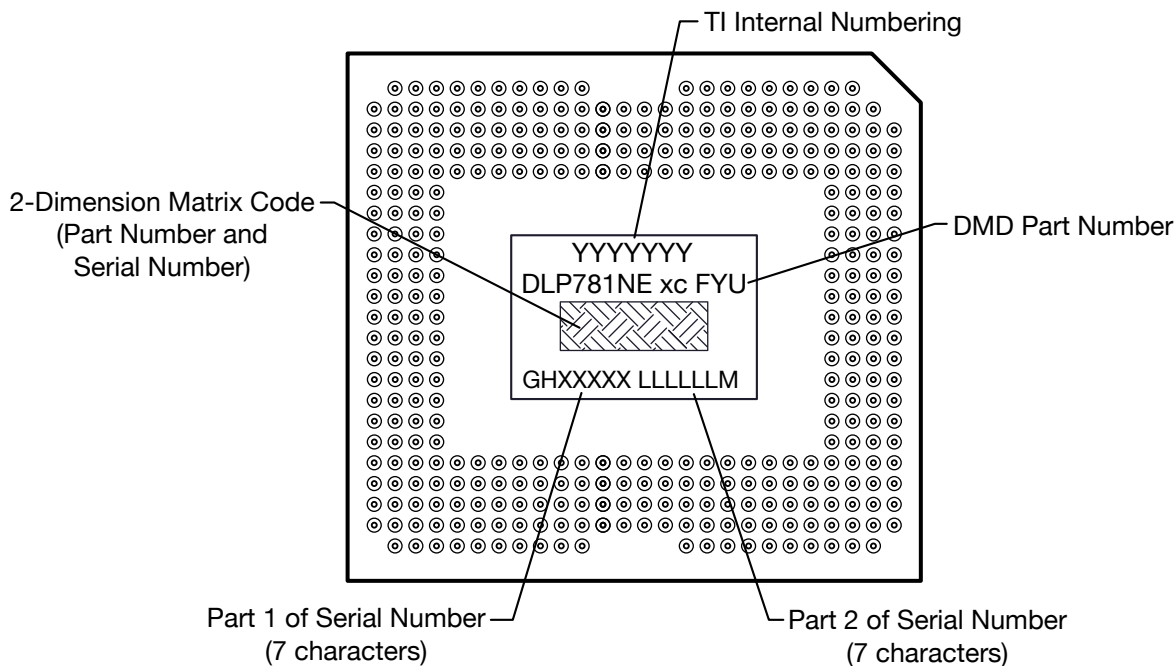 TI Internal Numbering
2-Dimension Matrix Code
(Part Number and
Serial Number)
DMD Part Number
YYYYYYY
DLP781NE xc FYU
GHXXXXX LLLLLLM
Part 1 of Serial Number
(7 characters)
Part 2 of Serial Number
(7 characters)